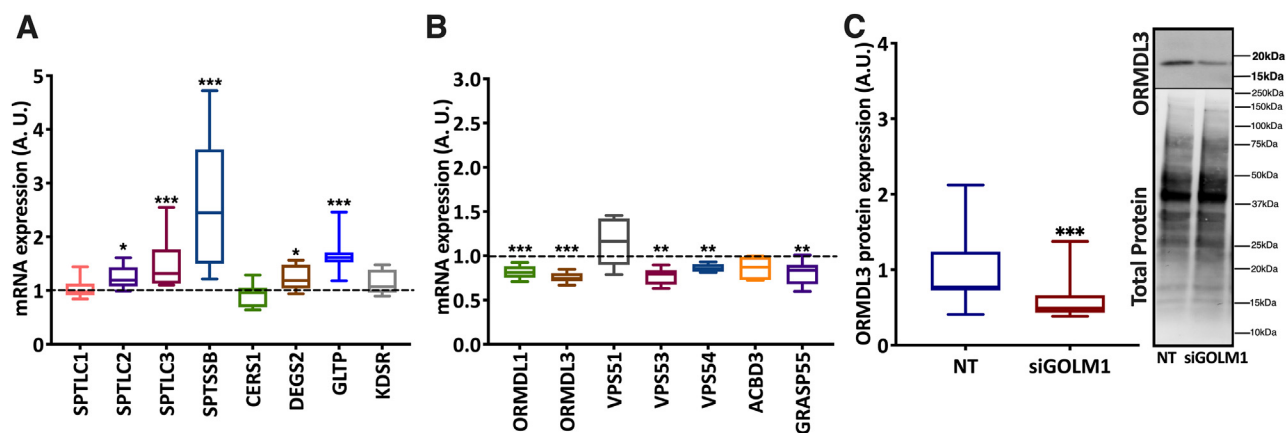 A
mRNA expression (A. U.)
5
4
3
2
1
0
*
***
***
*
***
SPTLC1
SPTLC2
SPTLC3
SPTSSB
CERS1
DEGS2
GLTP
KDSR
B
mRNA expression (A. U.)
3.0
2.5
2.0
1.5
1.0
0.5
0.0
***
***
**
**
**
ORMDL1
ORMDL3
VPS51
VPS53
VPS54
ACBD3
GRASP55
C
ORMDL3 protein expression (A.U.)
4
3
2
1
0
***
NT
siGOLM1
ORMDL3
Total Protein
20kDa
15kDa
250kDa
150kDa
100kDa
75kDa
50kDa
37kDa
25kDa
20kDa
15kDa
10kDa
NT siGOLM1